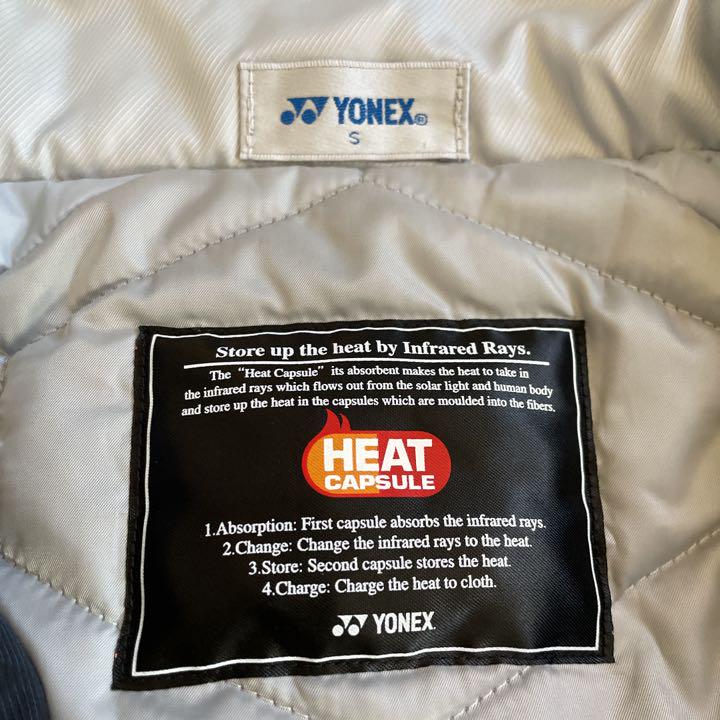 YONEX®
S
Store up the heat by Infrared Rays.
The "Heat Capsule" its absorbent makes the heat to take in
the infrared rays which flows out from the solar light and human body
and store up the heat in the capsules which are moulded into the fibers.
HEAT
CAPSULE
1.Absorption: First capsule absorbs the infrared rays.
2.Change: Change the infrared rays to the heat.
3.Store: Second capsule stores the heat.
4.Charge: Charge the heat to cloth.
YONEX